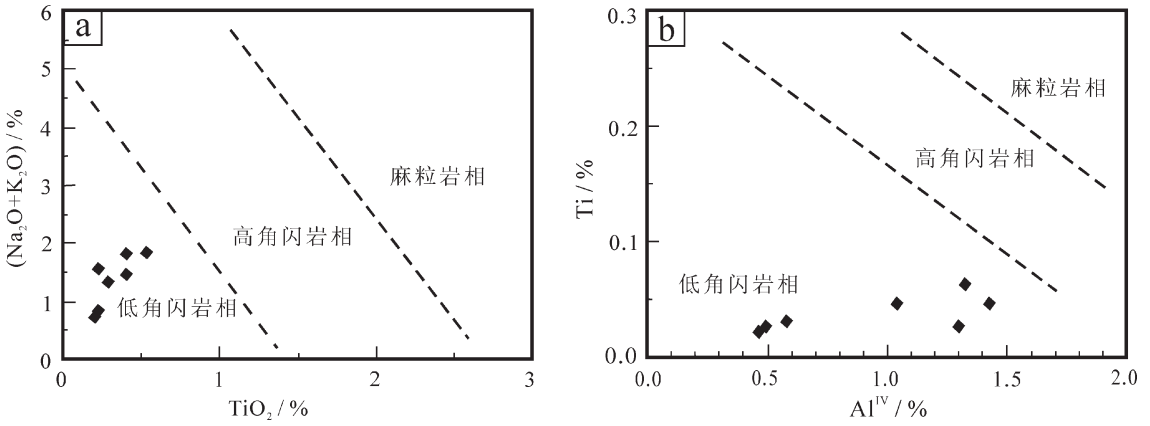 a
6
5
4
3
2
1
0
(Na₂O+K₂O) / %
麻粒岩相
高角闪岩相
低角闪岩相
0
1
2
3
TiO₂ / %
b
0.3
0.2
0.1
0.0
Ti / %
麻粒岩相
高角闪岩相
低角闪岩相
0.0
0.5
1.0
1.5
2.0
Alᴵⱽ / %